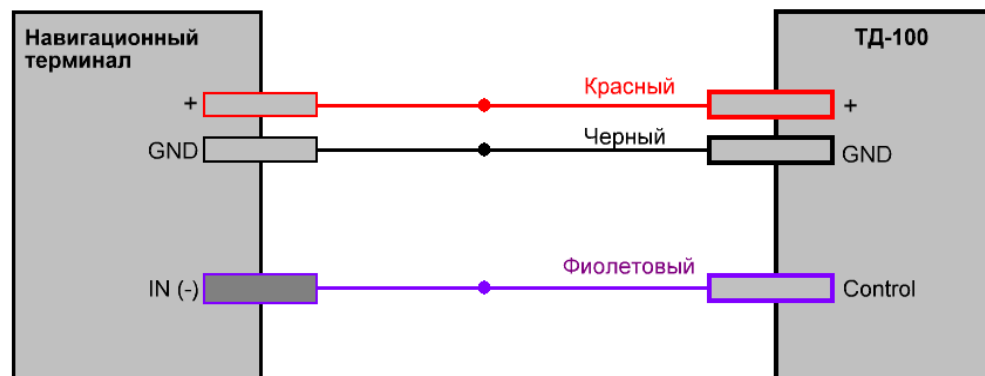 Навигационный
терминал
ТД-100
Красный
+
+
Черный
GND
GND
Фиолетовый
IN (-)
Control